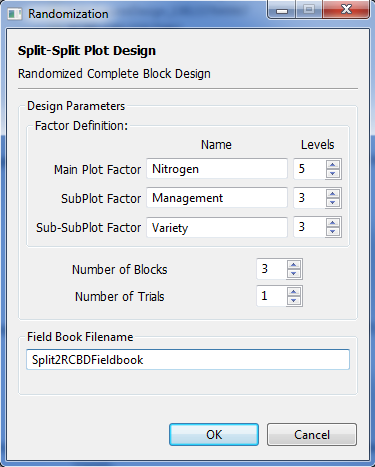 Randomization
Split-Split Plot Design
Randomized Complete Block Design
Design Parameters
Factor Definition:
Name Levels
Main Plot Factor Nitrogen 5
SubPlot Factor Management 3
Sub-SubPlot Factor Variety 3
Number of Blocks 3
Number of Trials 1
Field Book Filename
Split2RCBDFieldbook
OK Cancel